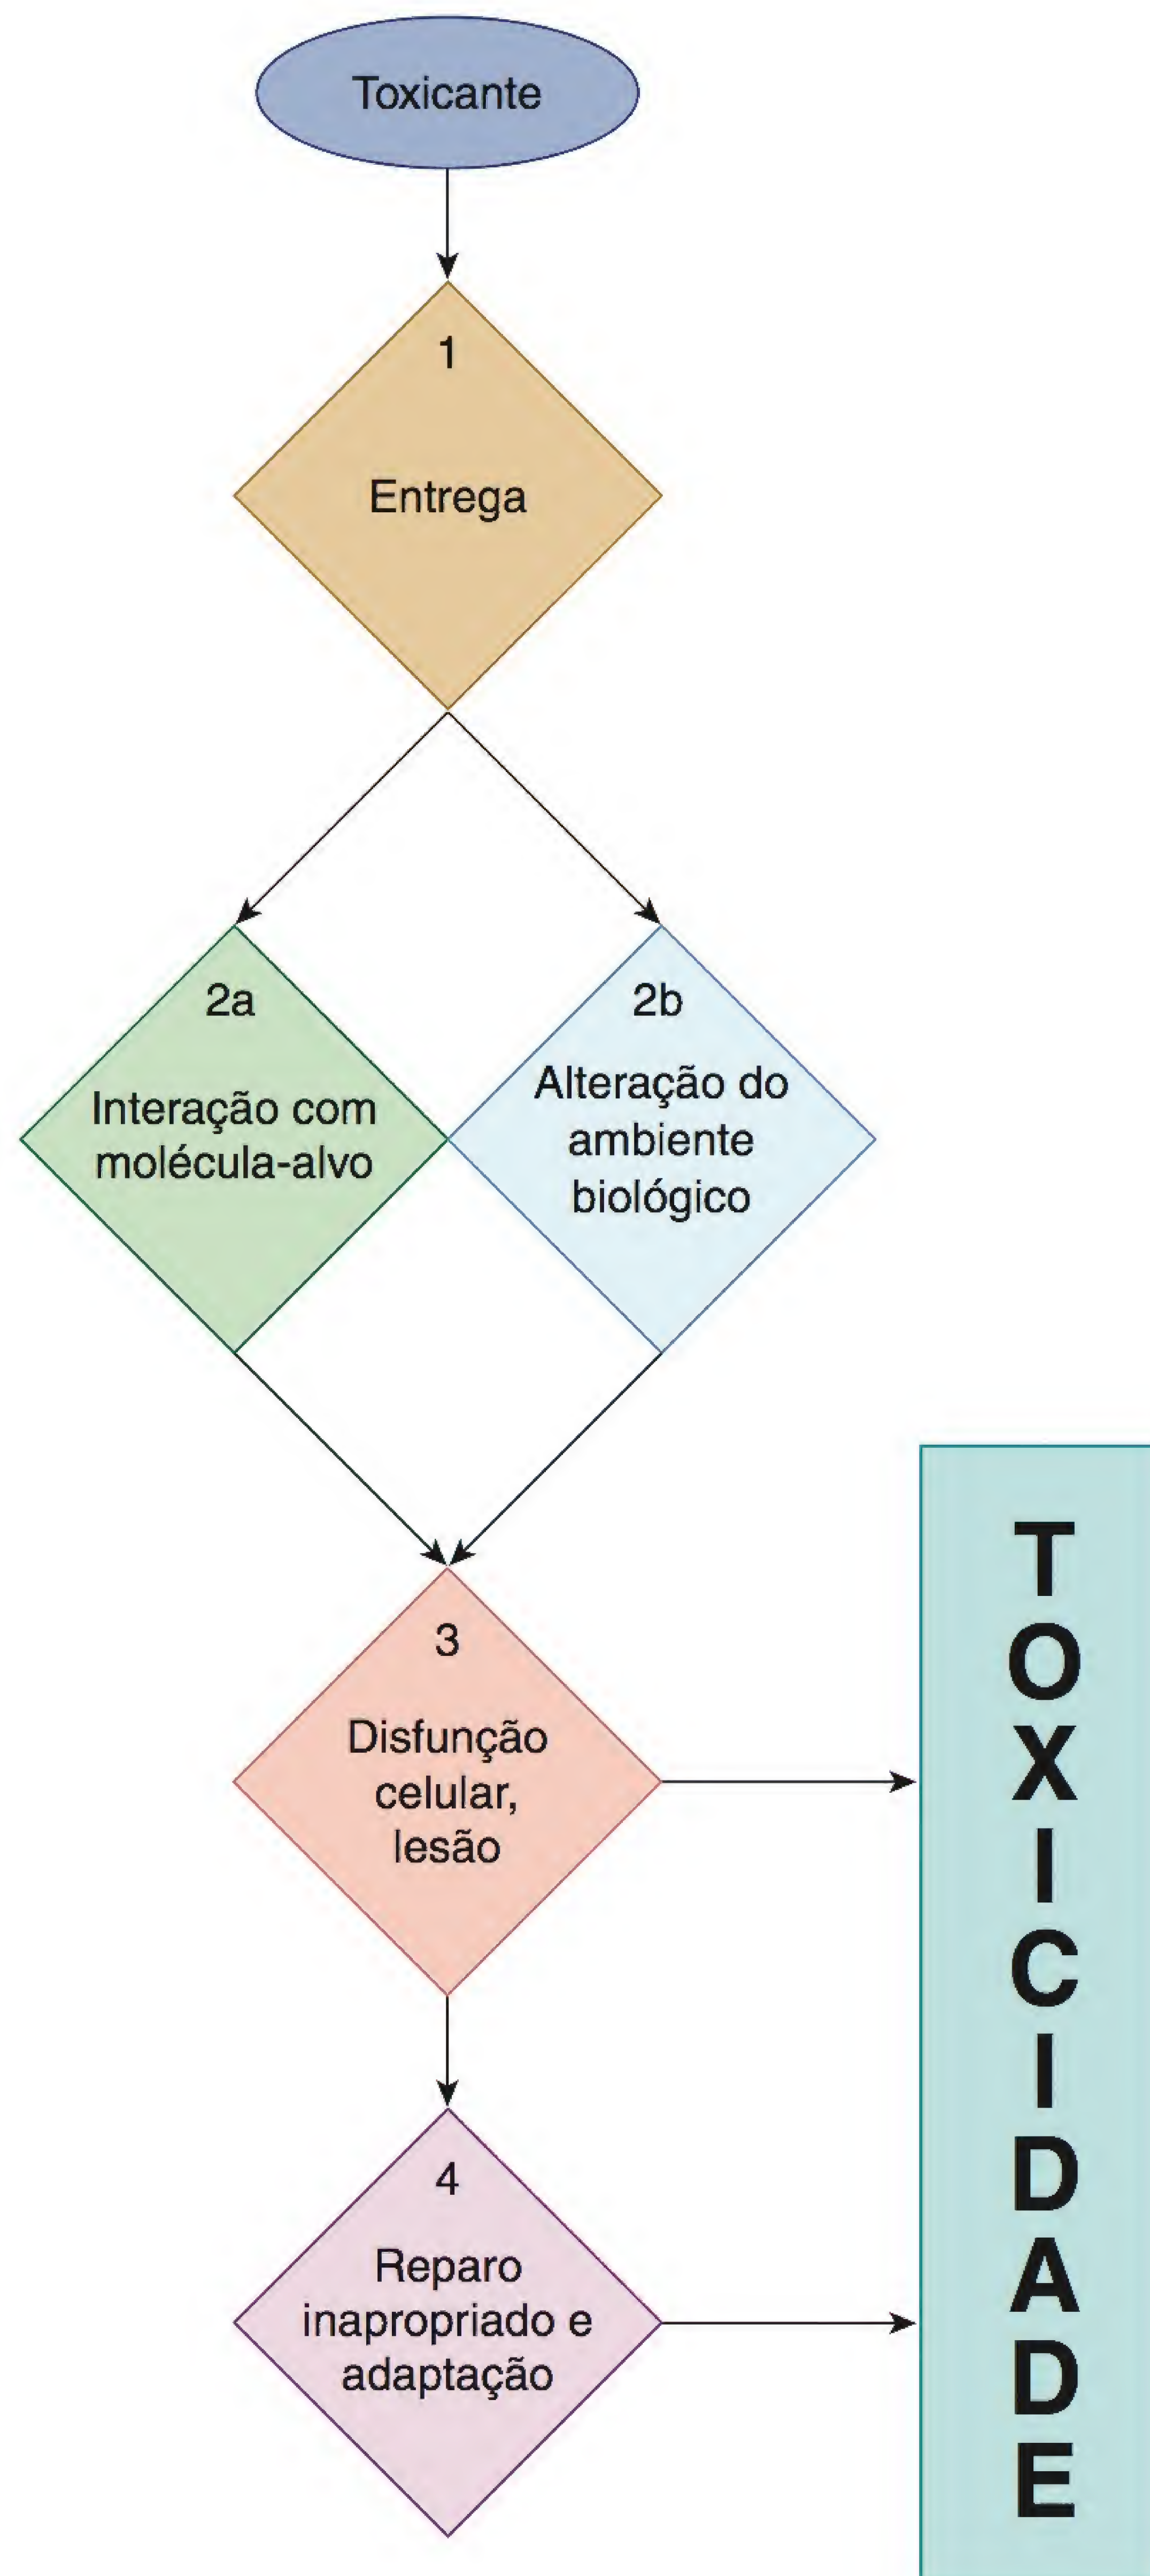 Toxicante
1
Entrega
2a
Interação com
molécula-alvo
2b
Alteração do
ambiente
biológico
3
Disfunção
celular,
lesão
4
Reparo
inapropriado e
adaptação
TOXICIDADE